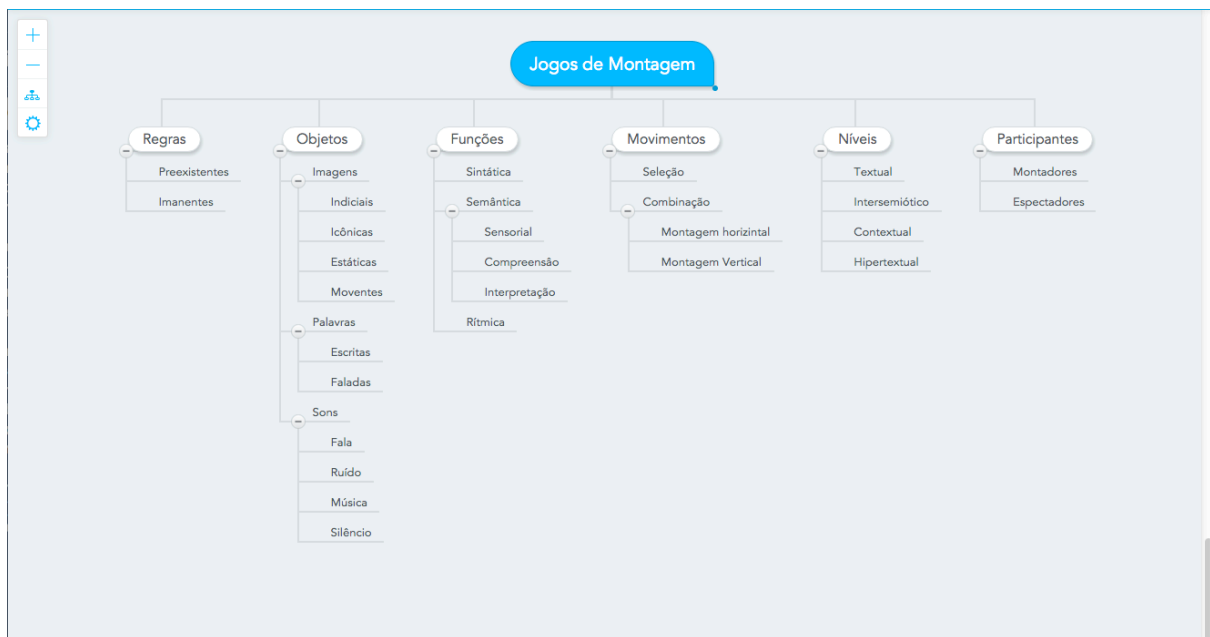 Jogos de Montagem
Regras
Preexistentes
Imanentes
Objetos
Imagens
Indiciais
Icônicas
Estáticas
Moventes
Palavras
Escritas
Faladas
Sons
Fala
Ruído
Música
Silêncio
Funções
Sintática
Semântica
Sensorial
Compreensão
Interpretação
Rítmica
Movimentos
Seleção
Combinação
Montagem horizintal
Montagem Vertical
Níveis
Textual
Intersemiótico
Contextual
Hipertextual
Participantes
Montadores
Espectadores